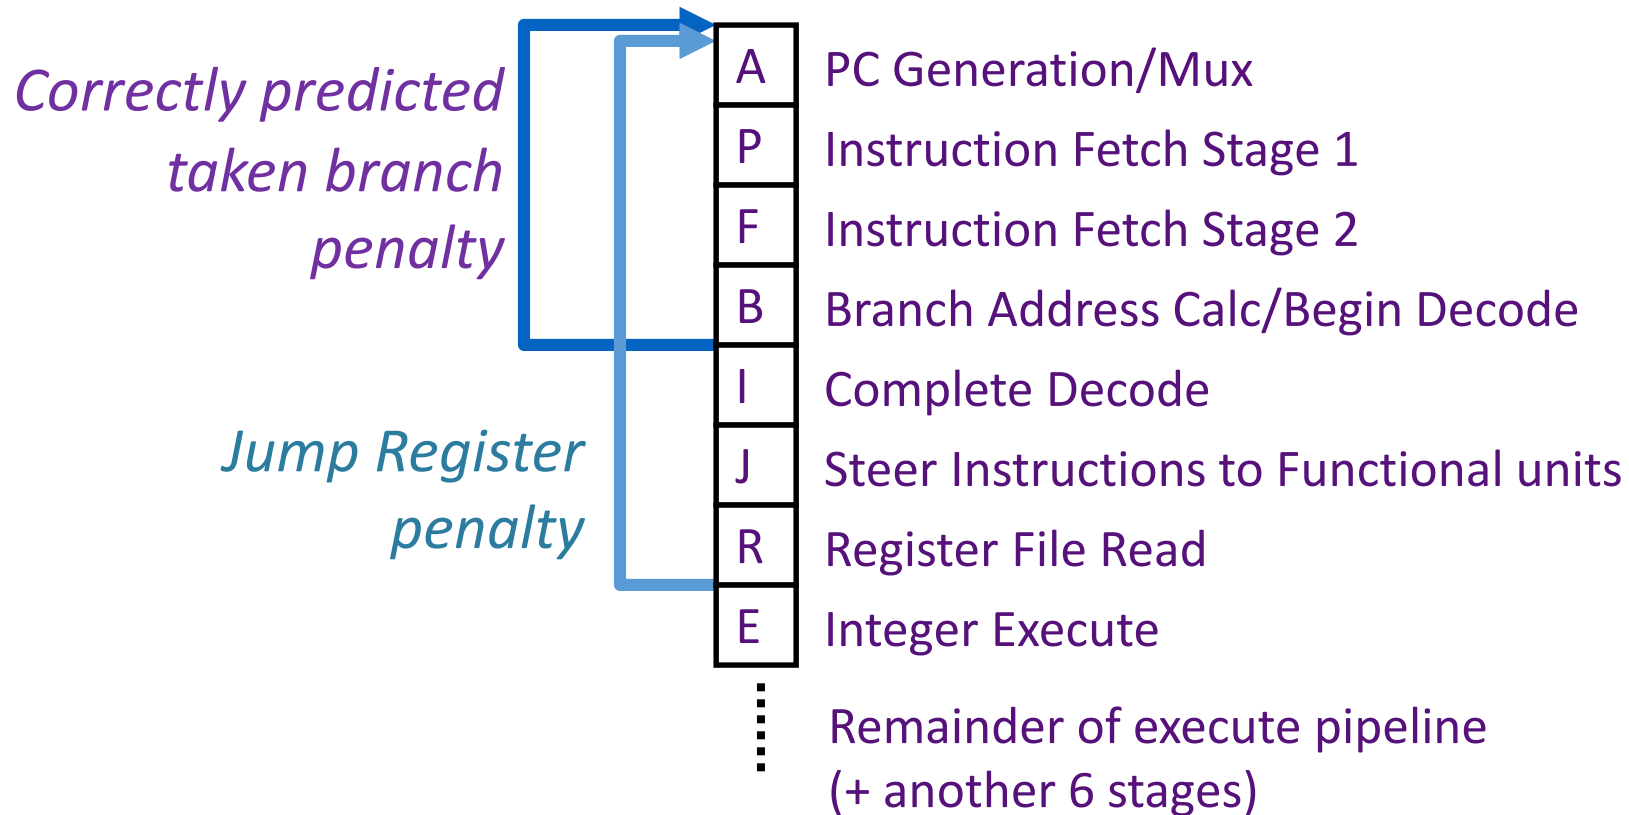 Correctly predicted
taken branch
penalty
Jump Register
penalty
A PC Generation/Mux
P Instruction Fetch Stage 1
F Instruction Fetch Stage 2
B Branch Address Calc/Begin Decode
I Complete Decode
J Steer Instructions to Functional units
R Register File Read
E Integer Execute
Remainder of execute pipeline
(+ another 6 stages)